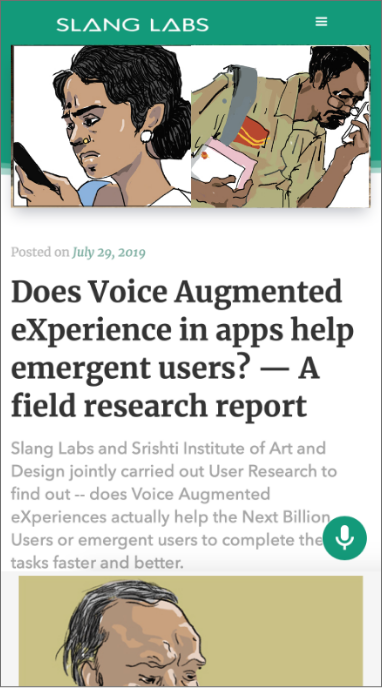 SLANG LABS
Posted on July 29, 2019
Does Voice Augmented
eXperience in apps help
emergent users? — A
field research report
Slang Labs and Srishti Institute of Art and
Design jointly carried out User Research to
find out -- does Voice Augmented
eXperiences actually help the Next Billion
Users or emergent users to complete the
tasks faster and better.